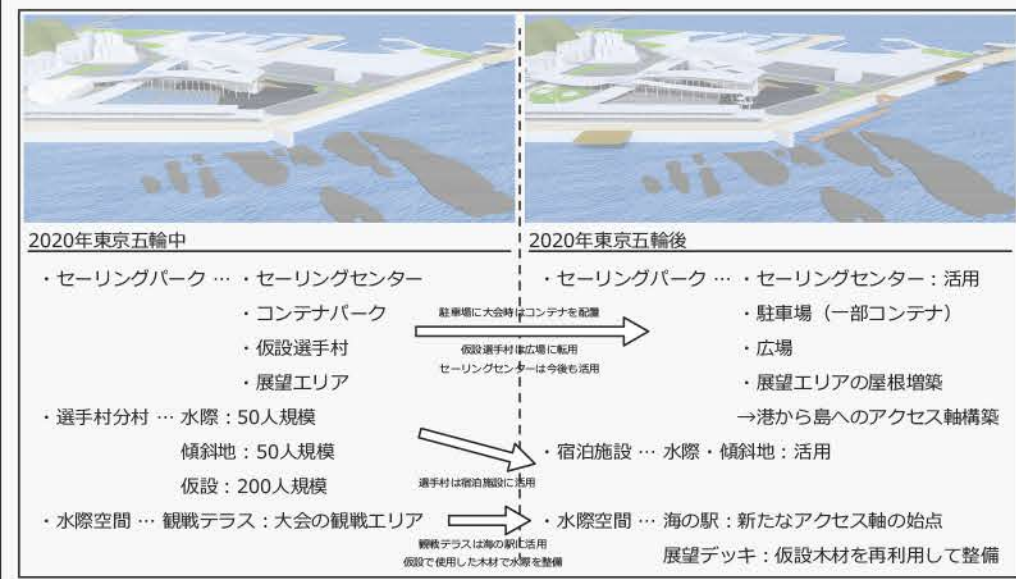 2020年東京五輪中
・セーリングパーク … ・セーリングセンター
・コンテナパーク
・仮設選手村
・展望エリア
・選手村分村 … 水際：50人規模
傾斜地：50人規模
仮設：200人規模
・水際空間 … 観戦テラス：大会の観戦エリア
駐車場に大会時はコンテナを配置
仮設選手村は広場に転用
セーリングセンターは今後も活用
選手村は宿泊施設に活用
観戦テラスは海の駅に活用
仮設で使用した木材で水際を整備
2020年東京五輪後
・セーリングパーク … ・セーリングセンター：活用
・駐車場（一部コンテナ）
・広場
・展望エリアの屋根増築
→港から島へのアクセス軸構築
・宿泊施設 … 水際・傾斜地：活用
・水際空間 … 海の駅：新たなアクセス軸の始点
展望デッキ：仮設木材を再利用して整備